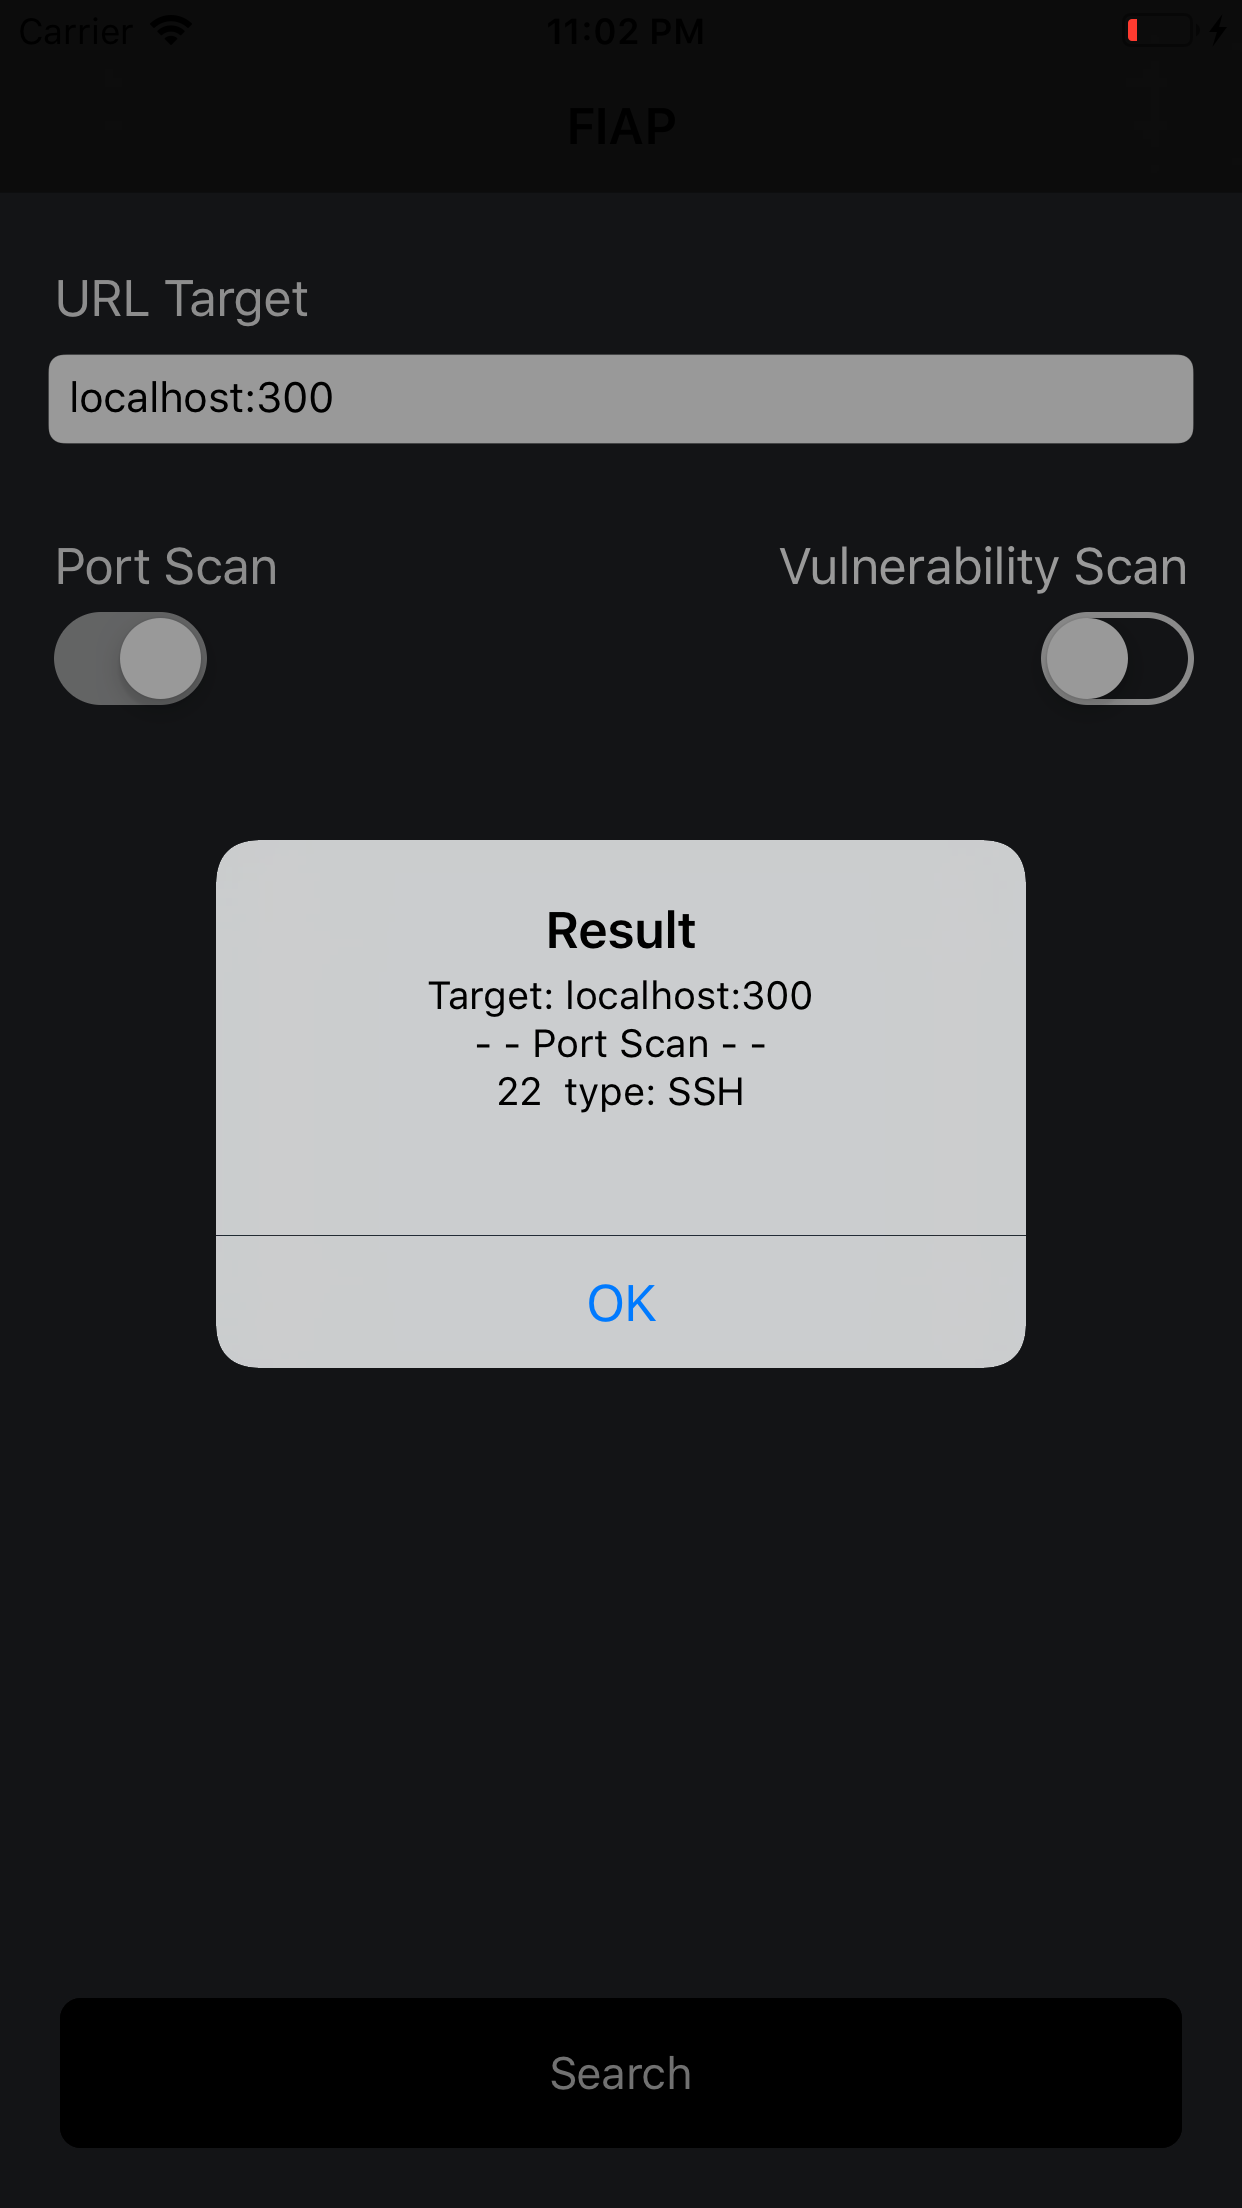 Carrier 11:02 PM
FIAP
URL Target
localhost:300
Port Scan Vulnerability Scan
Result
Target: localhost:300
- - Port Scan - -
22  type: SSH
OK
Search